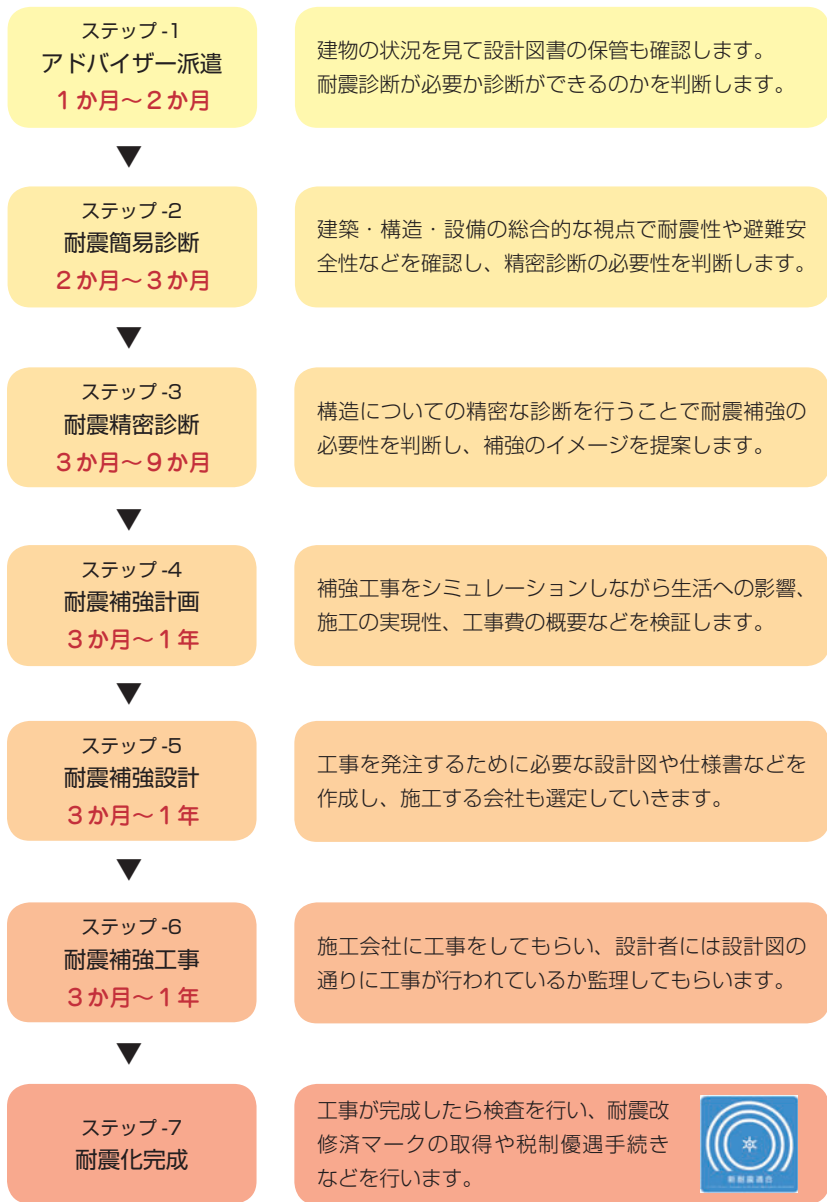 ステップ -1
アドバイザー派遣
1か月～2か月
建物の状況を見て設計図書の保管も確認します。
耐震診断が必要か診断ができるのかを判断します。
▼
ステップ -2
耐震簡易診断
2か月～3か月
建築・構造・設備の総合的な視点で耐震性や避難安
全性などを確認し、精密診断の必要性を判断します。
▼
ステップ -3
耐震精密診断
3か月～9か月
構造についての精密な診断を行うことで耐震補強の
必要性を判断し、補強のイメージを提案します。
▼
ステップ -4
耐震補強計画
3か月～1年
補強工事をシミュレーションしながら生活への影響、
施工の実現性、工事費の概要などを検証します。
▼
ステップ -5
耐震補強設計
3か月～1年
工事を発注するために必要な設計図や仕様書などを
作成し、施工する会社も選定していきます。
▼
ステップ -6
耐震補強工事
3か月～1年
施工会社に工事をしてもらい、設計者には設計図の
通りに工事が行われているか監理してもらいます。
▼
ステップ -7
耐震化完成
工事が完成したら検査を行い、耐震改
修済マークの取得や税制優遇手続き
などを行います。
新耐震適合